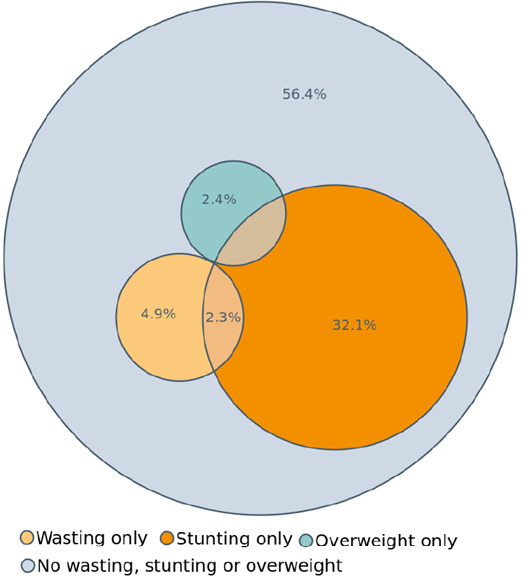 56.4%
2.4%
4.9%
2.3%
32.1%
Wasting only Stunting only Overweight only
No wasting, stunting or overweight